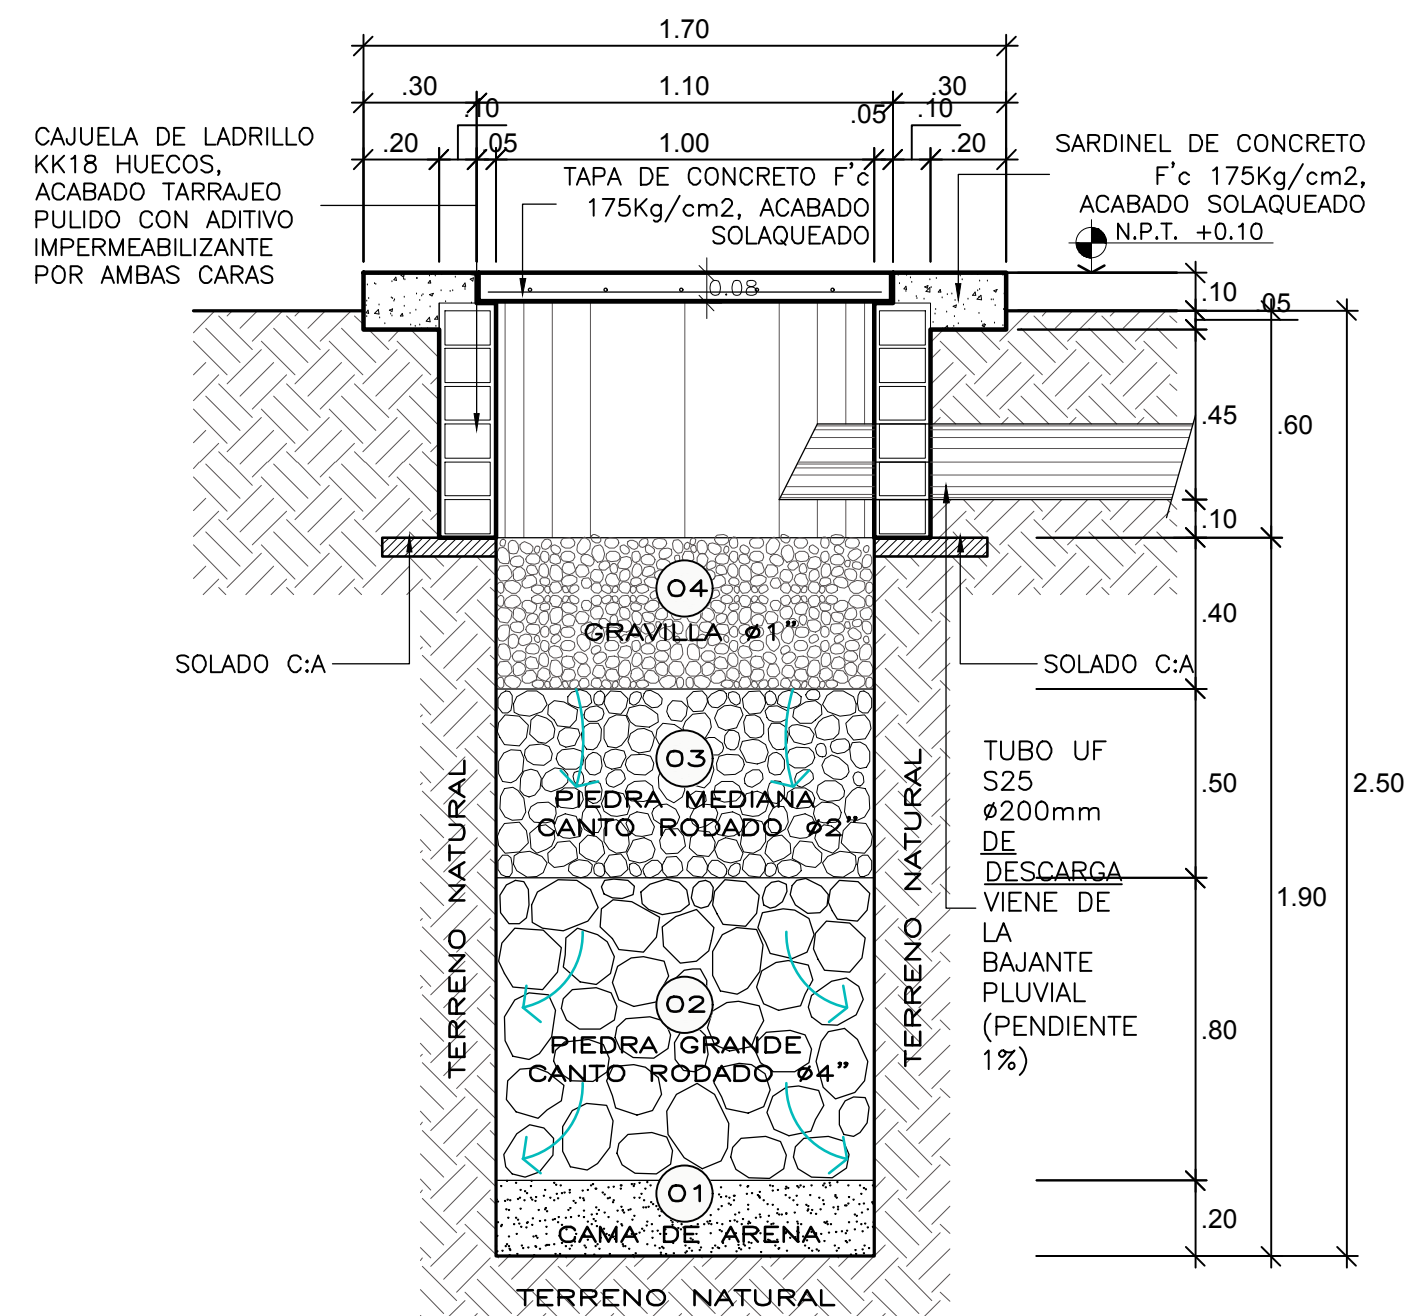 1.70
.30
1.10
.30
.10
.05
.10
.20
.05
1.00
.20
CAJUELA DE LADRILLO
KK18 HUECOS,
ACABADO TARRAJEO
PULIDO CON ADITIVO
IMPERMEABILIZANTE
POR AMBAS CARAS
TAPA DE CONCRETO F'c
175Kg/cm2, ACABADO
SOLAQUEADO
SARDINEL DE CONCRETO
F'c 175Kg/cm2,
ACABADO SOLAQUEADO
N.P.T. +0.10
0.08
.10
.05
.45
.60
.10
04
GRAVILLA ø1"
.40
SOLADO C:A
SOLADO C:A
03
PIEDRA MEDIANA
CANTO RODADO ø2"
TERRENO NATURAL
TERRENO NATURAL
TUBO UF
S25
ø200mm
DE
DESCARGA
VIENE DE
LA
BAJANTE
PLUVIAL
(PENDIENTE
1%)
.50
2.50
1.90
02
PIEDRA GRANDE
CANTO RODADO ø4"
.80
01
CAMA DE ARENA
.20
TERRENO NATURAL